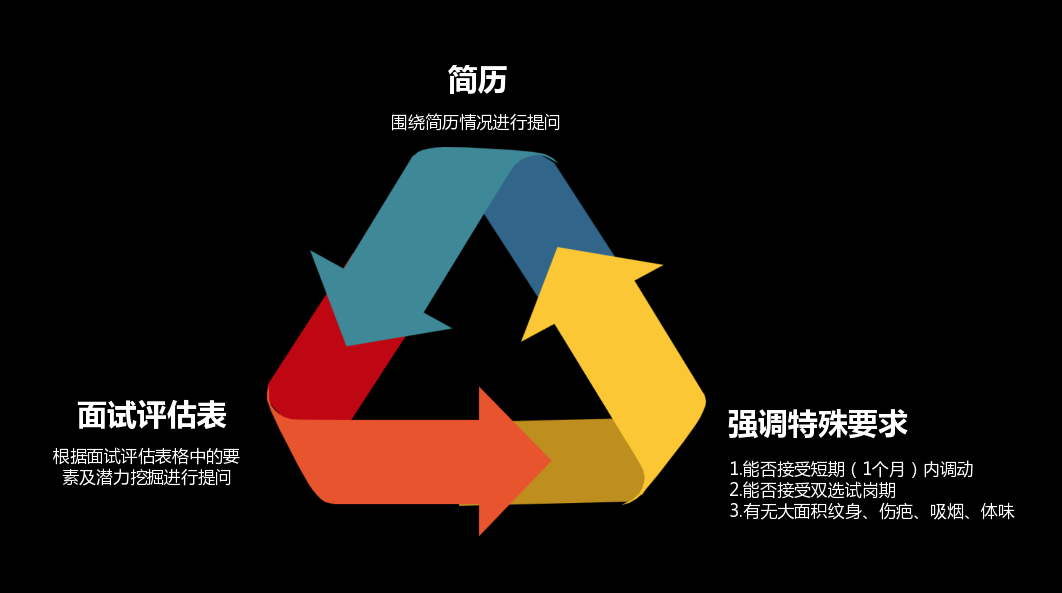 简历
围绕简历情况进行提问
面试评估表
根据面试评估表格中的要
素及潜力挖掘进行提问
强调特殊要求
1.能否接受短期（1个月）内调动
2.能否接受双选试岗期
3.有无大面积纹身、伤疤、吸烟、体味